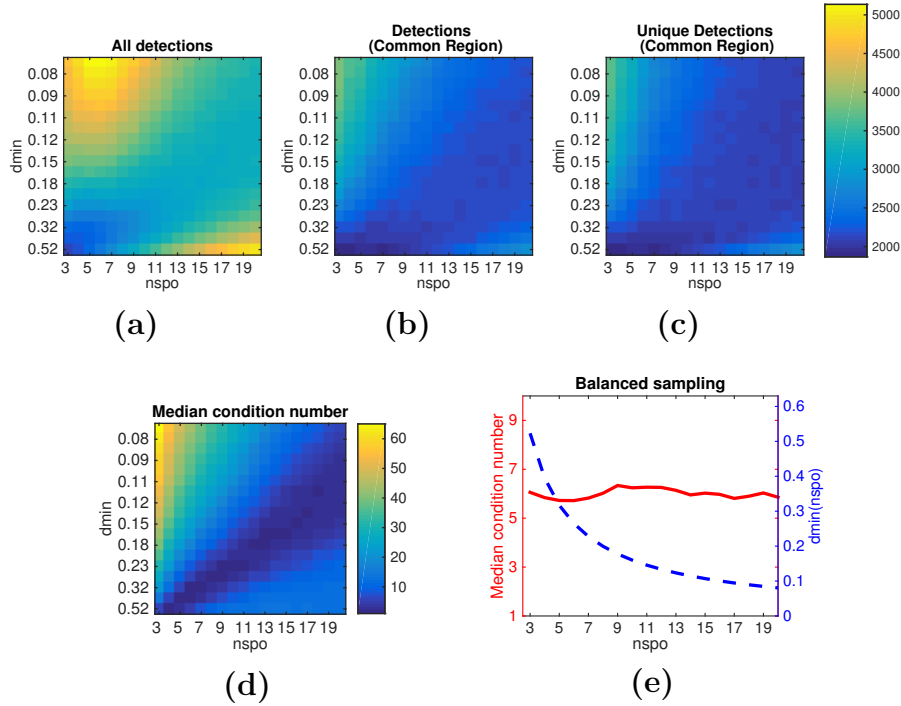 All detections
Detections
(Common Region)
Unique Detections
(Common Region)
dmin
0.08
0.09
0.11
0.12
0.15
0.18
0.23
0.32
0.52
3 5 7 9 11 13 15 17 19
nspo
dmin
0.08
0.09
0.11
0.12
0.15
0.18
0.23
0.32
0.52
3 5 7 9 11 13 15 17 19
nspo
dmin
0.08
0.09
0.11
0.12
0.15
0.18
0.23
0.32
0.52
3 5 7 9 11 13 15 17 19
nspo
5000
4500
4000
3500
3000
2500
2000
(a)
(b)
(c)
Median condition number
dmin
0.08
0.09
0.11
0.12
0.15
0.18
0.23
0.32
0.52
3 5 7 9 11 13 15 17 19
nspo
60
50
40
30
20
10
Balanced sampling
Median condition number
9
7
5
3
1
3 5 7 9 11 13 15 17 19
nspo
0.6
0.5
0.4
0.3
0.2
0.1
0
dmin(nspo)
(d)
(e)